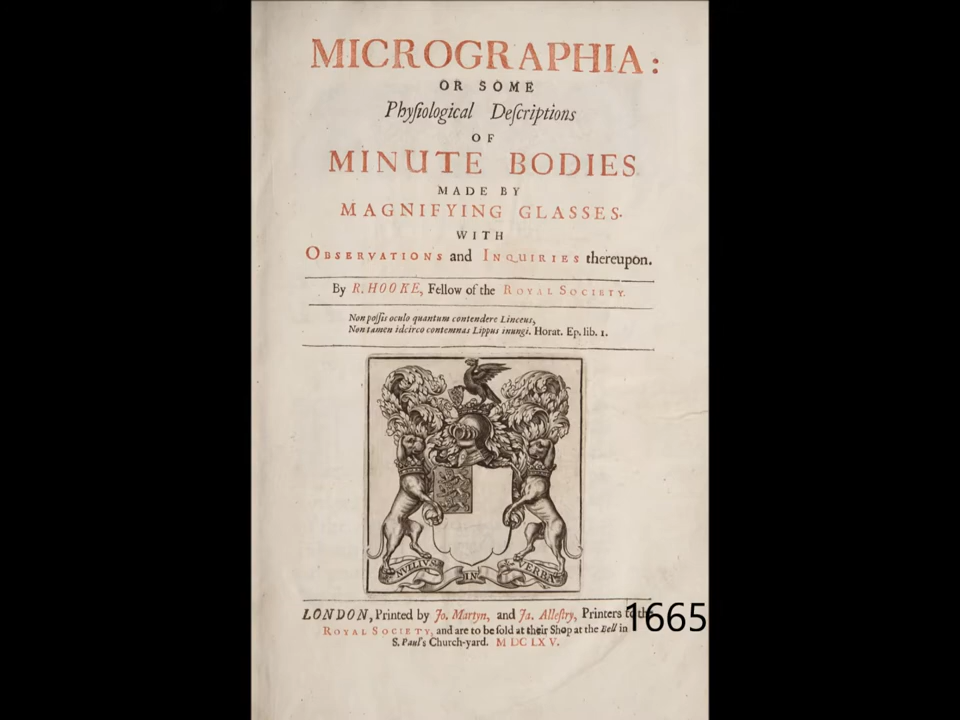 MICROGRAPHIA:
OR SOME
Phyſiological Deſcriptions
OF
MINUTE BODIES
MADE BY
MAGNIFYING GLASSES.
WITH
OBSERVATIONS and INQUIRIES thereupon.
By R. HOOKE, Fellow of the ROYAL SOCIETY.
Non poſſis oculo quantum contendere Linceus,
Non tamen idcirco contemnas Lippus inungi. Horat. Ep. lib. 1.
NVLLIVS IN VERBA
LONDON, Printed by Jo. Martyn, and Ja. Alleſtry, Printers to the
ROYAL SOCIETY, and are to be ſold at their Shop at the Bell in
S. Paul's Church-yard. M DC LX V.
1665